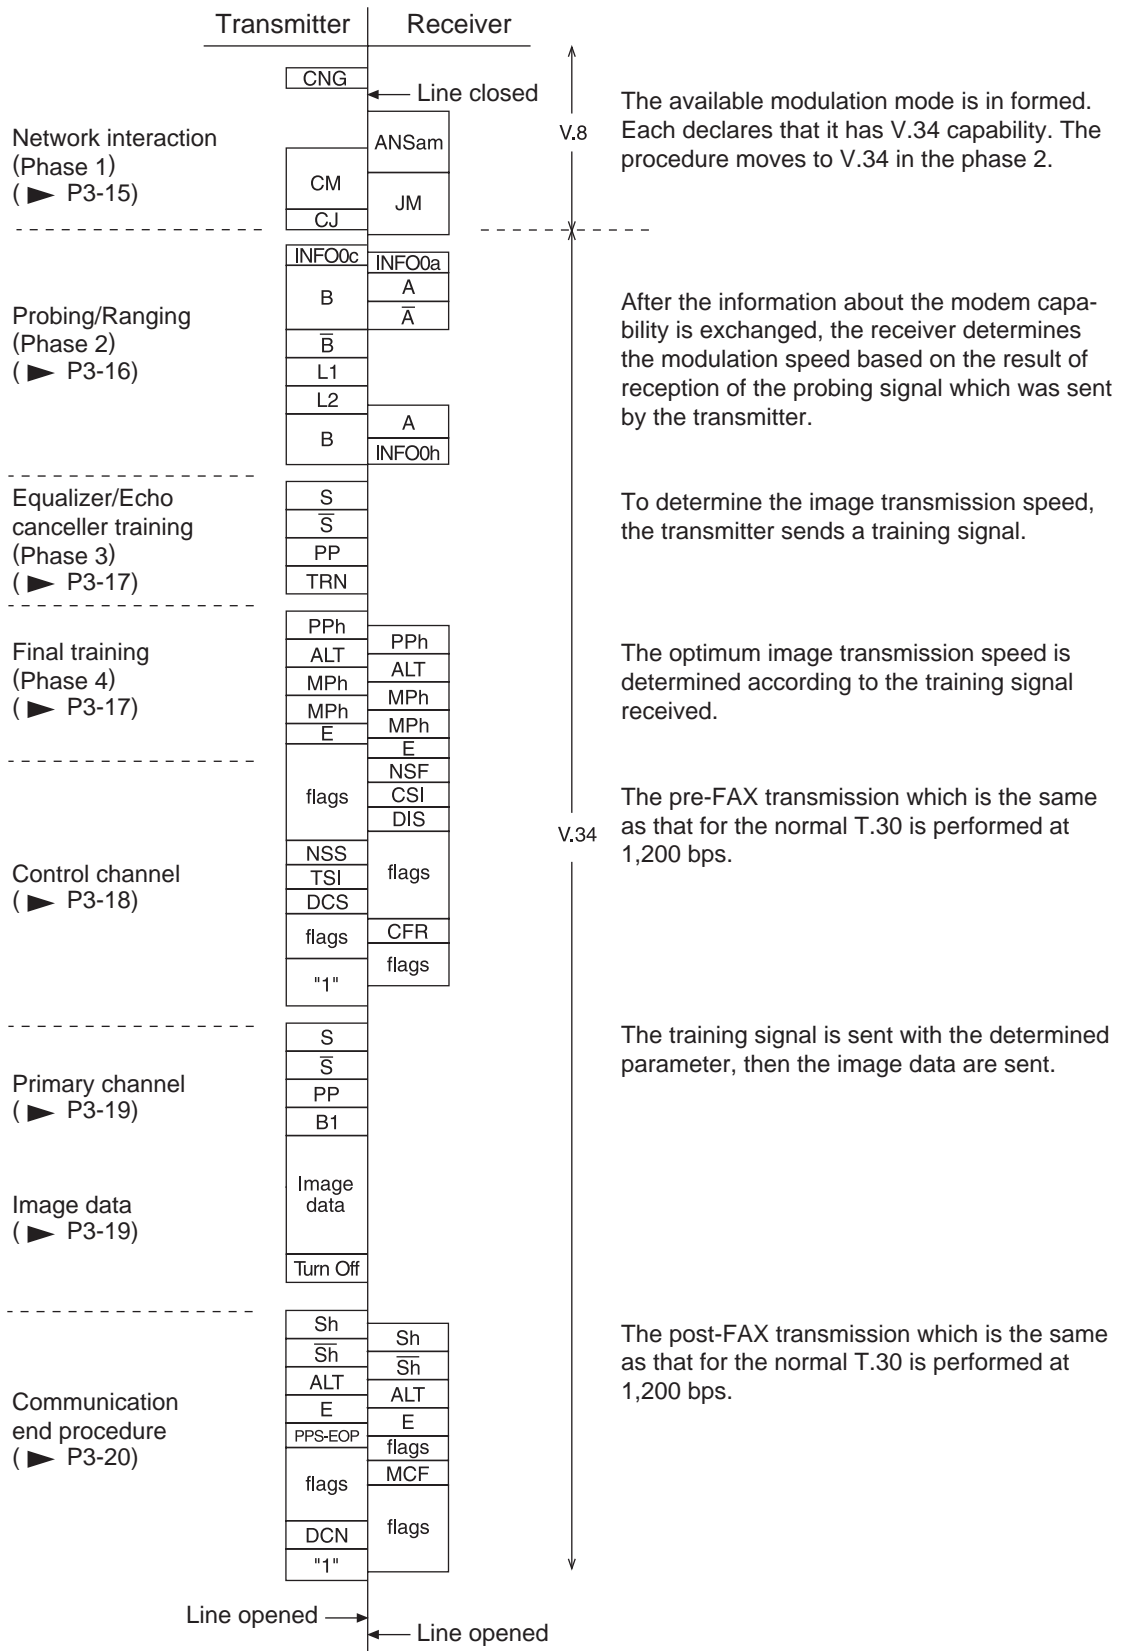 Transmitter Receiver
CNG
Line closed
ANSam
V.8
The available modulation mode is in formed.
Each declares that it has V.34 capability. The
procedure moves to V.34 in the phase 2.
Network interaction
(Phase 1)
( ► P3-15)
CM
JM
CJ
INFO0c
INFO0a
B
A
A̅
B̅
L1
L2
B
A
INFO0h
Probing/Ranging
(Phase 2)
( ► P3-16)
After the information about the modem capa-
bility is exchanged, the receiver determines
the modulation speed based on the result of
reception of the probing signal which was sent
by the transmitter.
Equalizer/Echo
canceller training
(Phase 3)
( ► P3-17)
S
S̅
PP
TRN
To determine the image transmission speed,
the transmitter sends a training signal.
Final training
(Phase 4)
( ► P3-17)
PPh
ALT
MPh
MPh
E
PPh
ALT
MPh
MPh
E
The optimum image transmission speed is
determined according to the training signal
received.
V.34
Control channel
( ► P3-18)
flags
NSS
TSI
DCS
flags
"1"
NSF
CSI
DIS
flags
CFR
flags
The pre-FAX transmission which is the same
as that for the normal T.30 is performed at
1,200 bps.
Primary channel
( ► P3-19)
S
S̅
PP
B1
The training signal is sent with the determined
parameter, then the image data are sent.
Image data
( ► P3-19)
Image
data
Turn Off
Communication
end procedure
( ► P3-20)
Sh
S̅h̅
ALT
E
PPS-EOP
flags
DCN
"1"
Sh
S̅h̅
ALT
E
flags
MCF
flags
The post-FAX transmission which is the same
as that for the normal T.30 is performed at
1,200 bps.
Line opened
Line opened